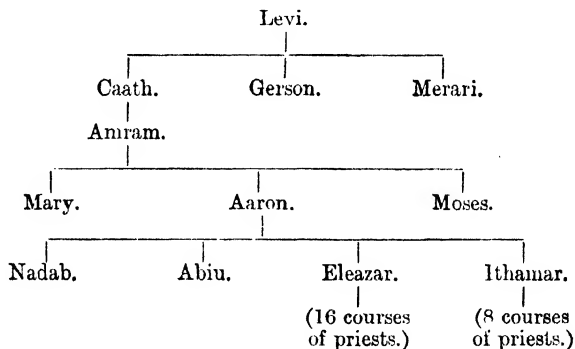 Levi.
Caath. Gerson. Merari.
Amram.
Mary. Aaron. Moses.
Nadab. Abiu. Eleazar. Ithamar.
(16 courses (8 courses
of priests.) of priests.)